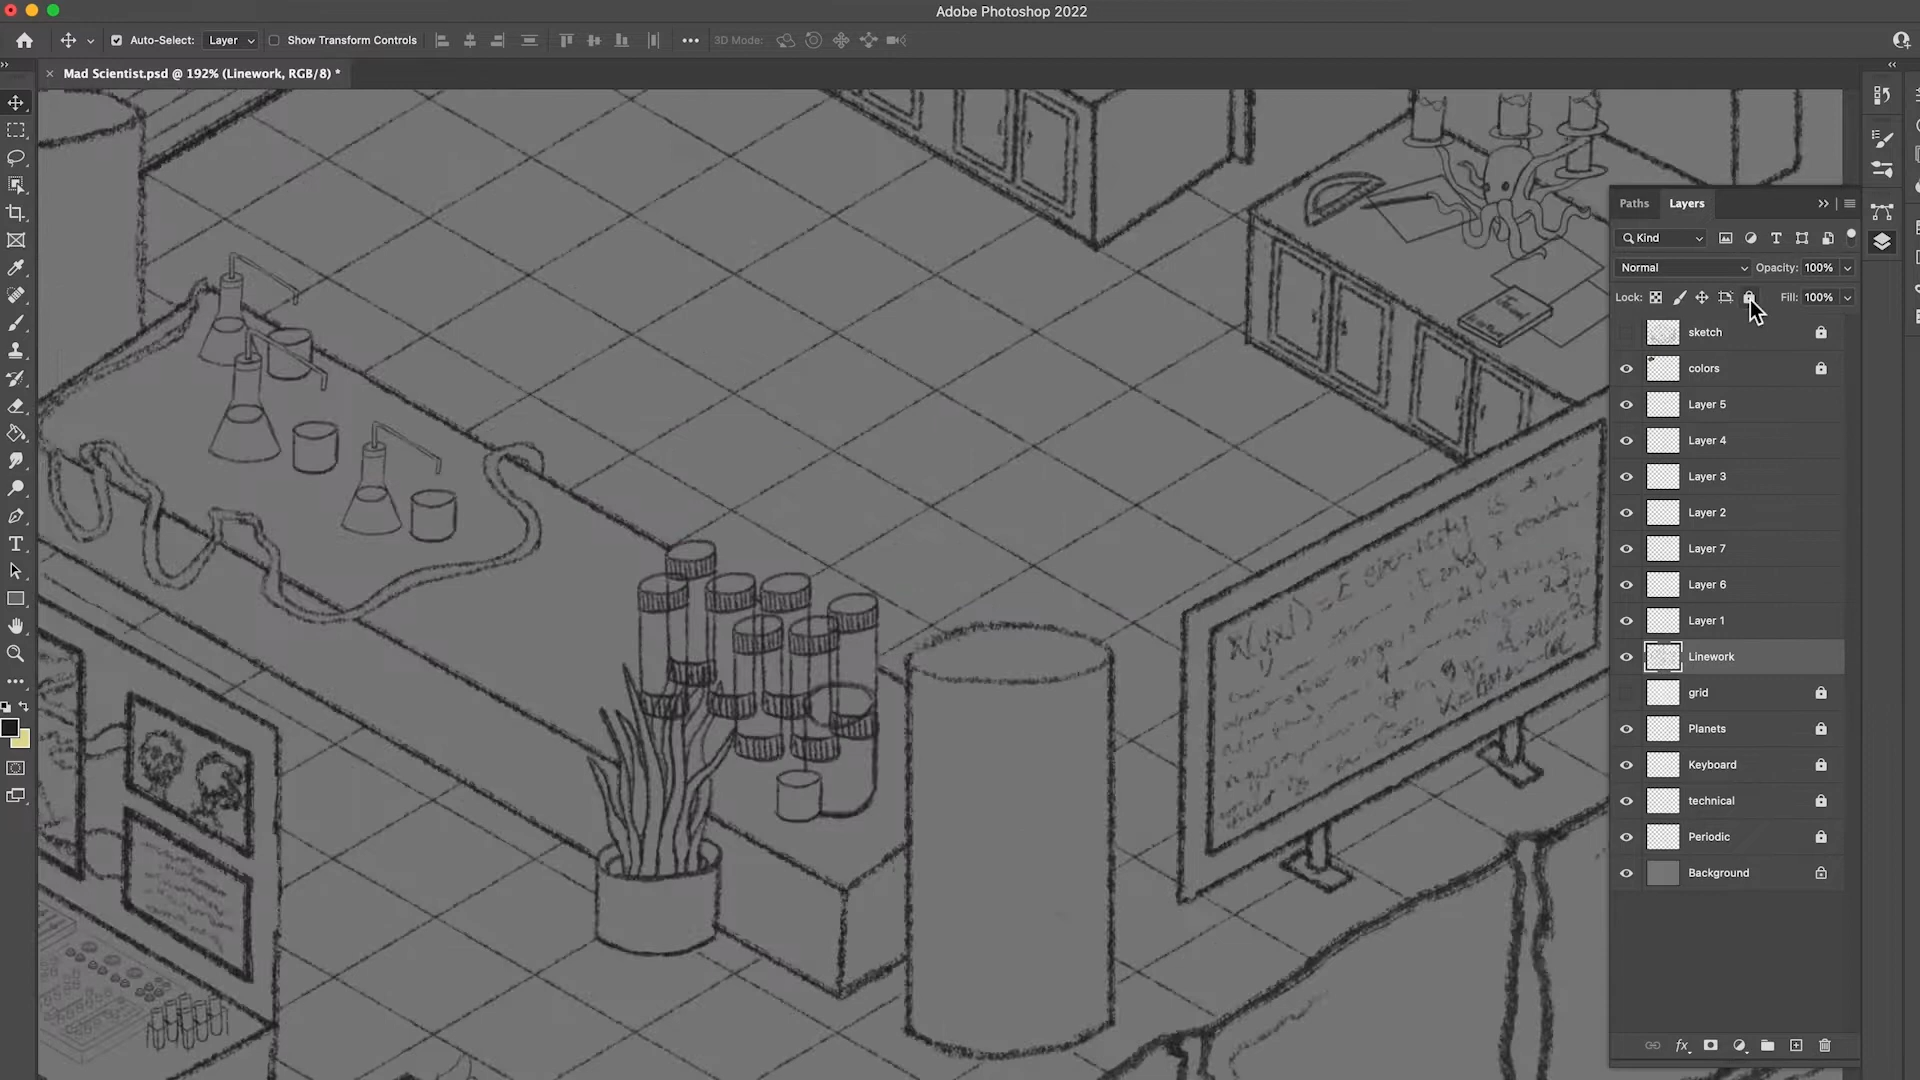 Adobe Photoshop 2022
Auto-Select: Layer Show Transform Controls 3D Mode:
Mad Scientist.psd @ 192% (Linework, RGB/8) *
Paths Layers
Kind
Normal Opacity: 100%
Lock: Fill: 100%
sketch
colors
Layer 5
Layer 4
Layer 3
Layer 2
Layer 7
Layer 6
Layer 1
Linework
grid
Planets
Keyboard
technical
Periodic
Background